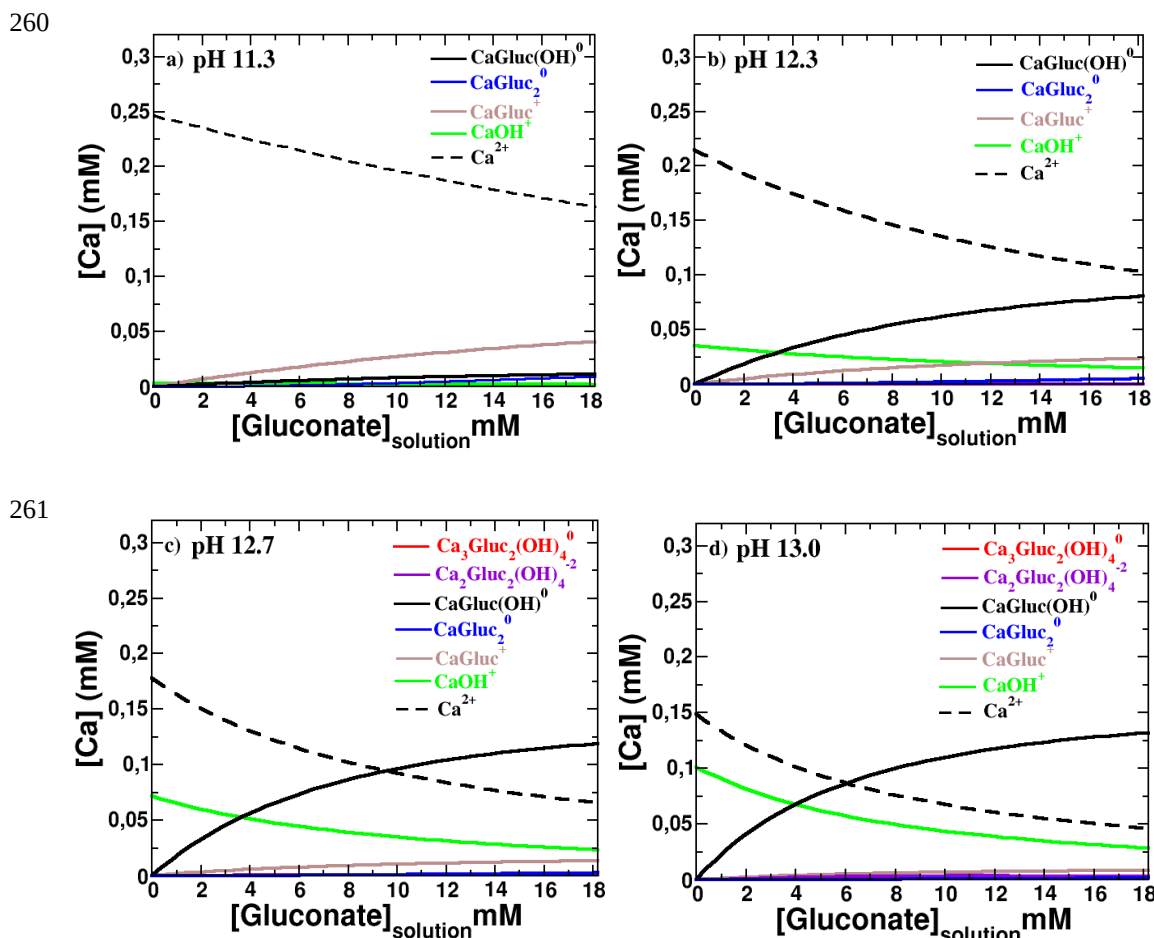 260
a) pH 11.3
CaGluc(OH)⁰
CaGluc₂⁰
CaGluc⁺
CaOH⁺
Ca²⁺
[Ca] (mM)
0,3
0,25
0,2
0,15
0,1
0,05
0
0 2 4 6 8 10 12 14 16 18
[Gluconate]solution mM
b) pH 12.3
CaGluc(OH)⁰
CaGluc₂⁰
CaGluc⁺
CaOH⁺
Ca²⁺
[Ca] (mM)
0,3
0,25
0,2
0,15
0,1
0,05
0
0 2 4 6 8 10 12 14 16 18
[Gluconate]solution mM
261
c) pH 12.7
Ca₃Gluc₂(OH)₄⁰
Ca₂Gluc₂(OH)₄⁻²
CaGluc(OH)⁰
CaGluc₂⁰
CaGluc⁺
CaOH⁺
Ca²⁺
[Ca] (mM)
0,3
0,25
0,2
0,15
0,1
0,05
0
0 2 4 6 8 10 12 14 16 18
[Gluconate]solution mM
d) pH 13.0
Ca₃Gluc₂(OH)₄⁰
Ca₂Gluc₂(OH)₄⁻²
CaGluc(OH)⁰
CaGluc₂⁰
CaGluc⁺
CaOH⁺
Ca²⁺
[Ca] (mM)
0,3
0,25
0,2
0,15
0,1
0,05
0
0 2 4 6 8 10 12 14 16 18
[Gluconate]solution mM